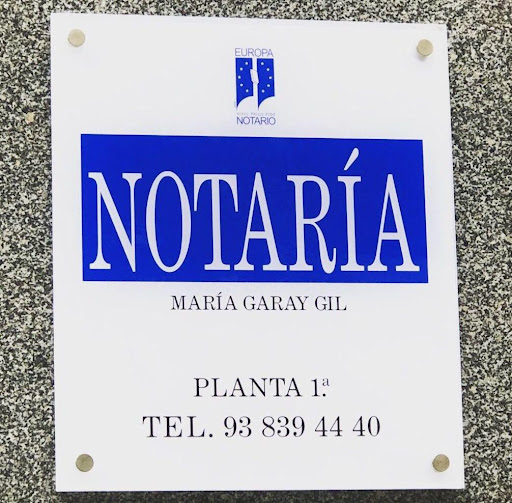 EUROPA
NOTARIO
NOTARÍA
MARÍA GARAY GIL
PLANTA 1.ª
TEL. 93 839 44 40